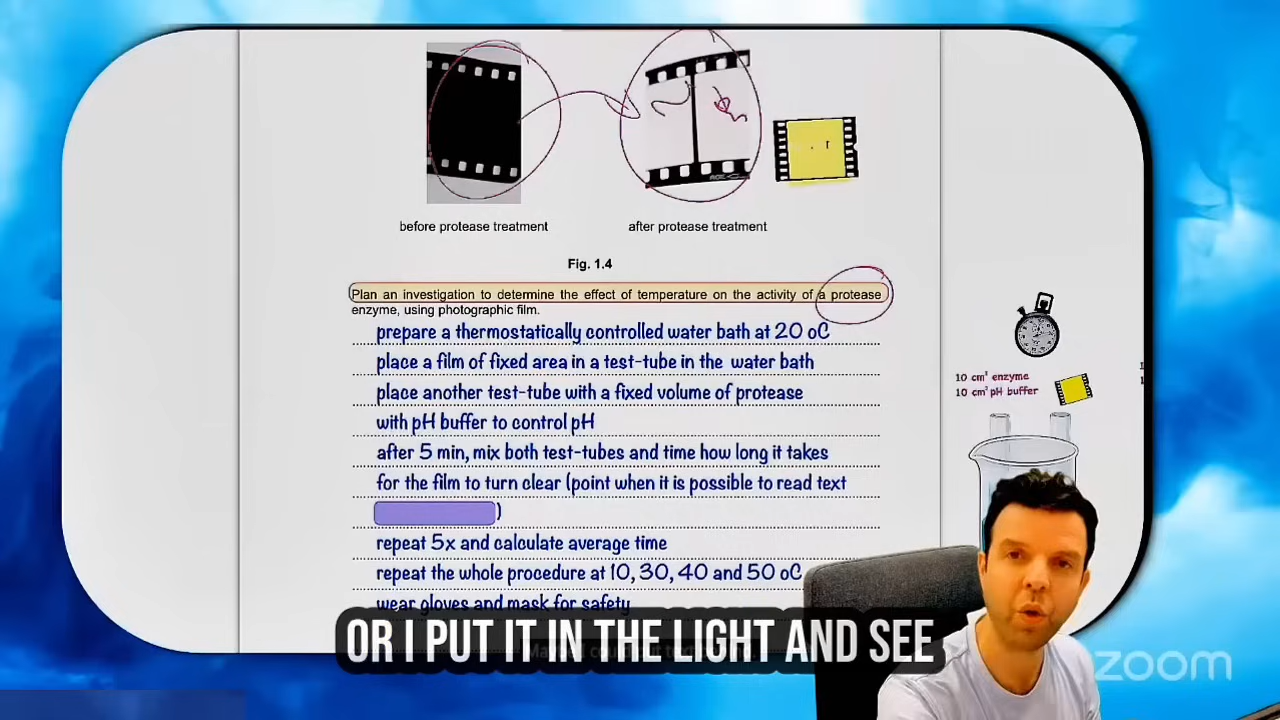 before protease treatment
after protease treatment
Fig. 1.4
Plan an investigation to determine the effect of temperature on the activity of a protease
enzyme, using photographic film.
prepare a thermostatically controlled water bath at 20 oC
place a film of fixed area in a test-tube in the water bath
place another test-tube with a fixed volume of protease
with pH buffer to control pH
after 5 min, mix both test-tubes and time how long it takes
for the film to turn clear (point when it is possible to read text
)
repeat 5x and calculate average time
repeat the whole procedure at 10, 30, 40 and 50 oC
wear gloves and mask for safety
10 cm³ enzyme
10 cm³ pH buffer
OR I PUT IT IN THE LIGHT AND SEE
zoom